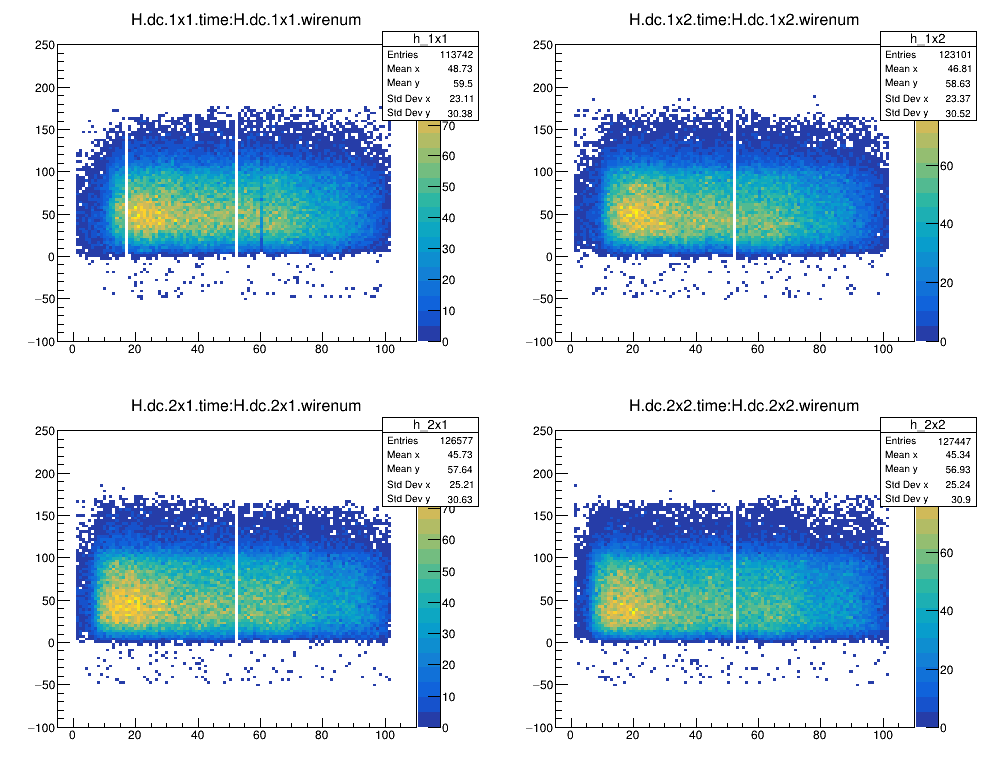 H.dc.1x1.time:H.dc.1x1.wirenum
h_1x1
Entries 113742
Mean x 48.73
Mean y 59.5
Std Dev x 23.11
Std Dev y 30.38
250
200
150
100
50
0
−50
−100
0 20 40 60 80 100
70
60
50
40
30
20
10
0
H.dc.1x2.time:H.dc.1x2.wirenum
h_1x2
Entries 123101
Mean x 46.81
Mean y 58.63
Std Dev x 23.37
Std Dev y 30.52
250
200
150
100
50
0
−50
−100
0 20 40 60 80 100
60
40
20
0
H.dc.2x1.time:H.dc.2x1.wirenum
h_2x1
Entries 126577
Mean x 45.73
Mean y 57.64
Std Dev x 25.21
Std Dev y 30.63
250
200
150
100
50
0
−50
−100
0 20 40 60 80 100
70
60
50
40
30
20
10
0
H.dc.2x2.time:H.dc.2x2.wirenum
h_2x2
Entries 127447
Mean x 45.34
Mean y 56.93
Std Dev x 25.24
Std Dev y 30.9
250
200
150
100
50
0
−50
−100
0 20 40 60 80 100
60
40
20
0